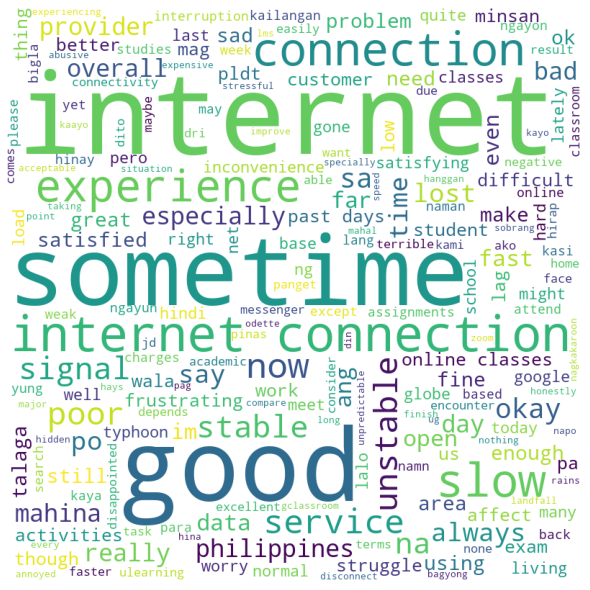 experiencing interruption kailangan quite minsan
provider abusive lms last sad problem ngayon ok
thing easily
bigla studies mag week result
better expensive connection
connectivity pldt customer need classes bad
overall stressful due
please yet maybe kaayo dito improve may gone low even lately classroom
internet
comes hinay pero dri want specially kayo negative
acceptable situation inconvenience able satisfying hanggan speed
experience sa far time lost difficult online
taking great especially past days student make hard naman hirap
load point right net base mahal terrible kami ako kasi home
satisfied ng lang fast sobrang
sometime
panget lag school might face
weak ngayun messenger except assignments attend
hindi pinas odette din zoom nagkakaroon
internet connection
jd
signal charges academic now consider online classes
yung hays pag long unstable fine based google honestly
major well wala say ang depends compare frustrating work meet globe encounter okay
poor stable finish day today napo
talaga hidden po typhoon im good unpredictable ug open us enough nothing
search still disappointed lalo namn landfall rains slow
mahina kaya excellent gclassroom data service area pa
activities task para always affect many
though really hina terms philippines na none exam back
every worry struggle using living
annoyed faster ulearning normal disconnect bagyong